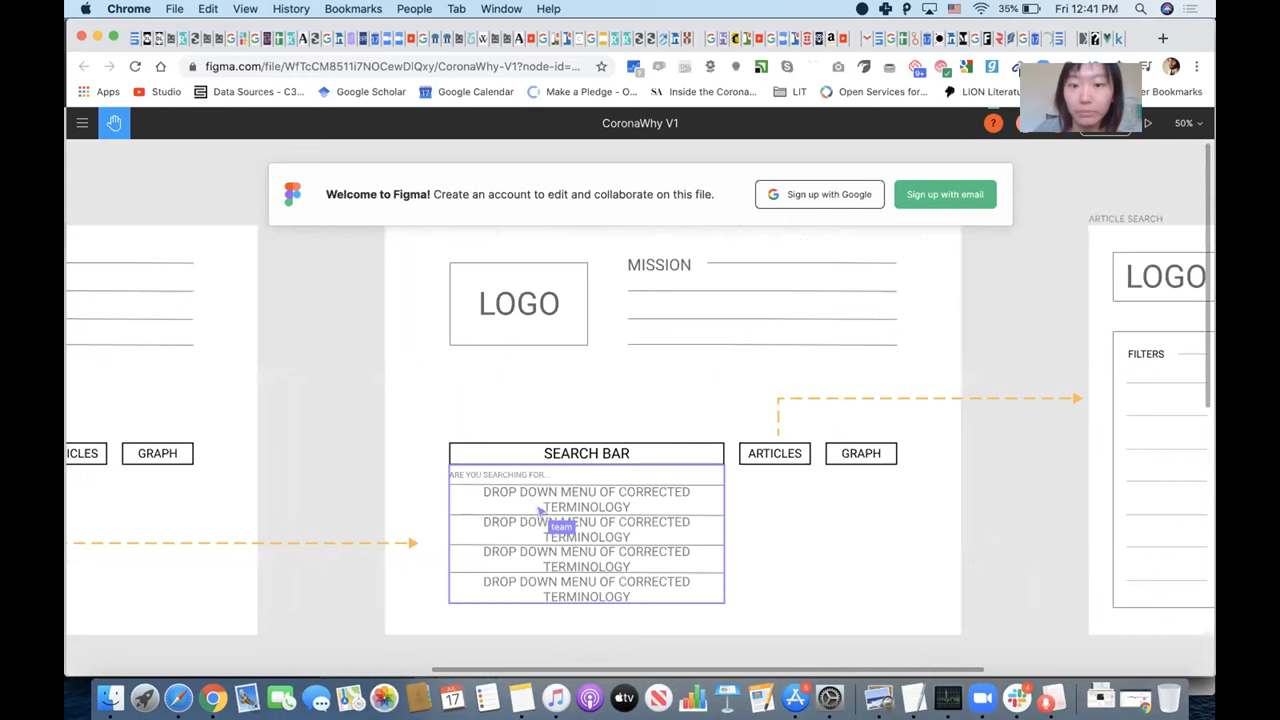 Chrome File Edit View History Bookmarks People Tab Window Help 35% Fri 12:41 PM
figma.com/file/WfTcCM8511i7NOCewDlQxy/CoronaWhy-V1?node-id=...
9+
Apps Studio Data Sources - C3... Google Scholar Google Calendar Make a Pledge - O... Inside the Corona... LIT Open Services for... LION Literatur Bookmarks
CoronaWhy V1
?
50%
Welcome to Figma! Create an account to edit and collaborate on this file.
Sign up with Google
Sign up with email
ARTICLE SEARCH
LOGO
MISSION
LOGO
FILTERS
ICLES
GRAPH
SEARCH BAR
ARTICLES
GRAPH
ARE YOU SEARCHING FOR...
DROP DOWN MENU OF CORRECTED
TERMINOLOGY
team
DROP DOWN MENU OF CORRECTED
TERMINOLOGY
DROP DOWN MENU OF CORRECTED
TERMINOLOGY
DROP DOWN MENU OF CORRECTED
TERMINOLOGY
17
tv